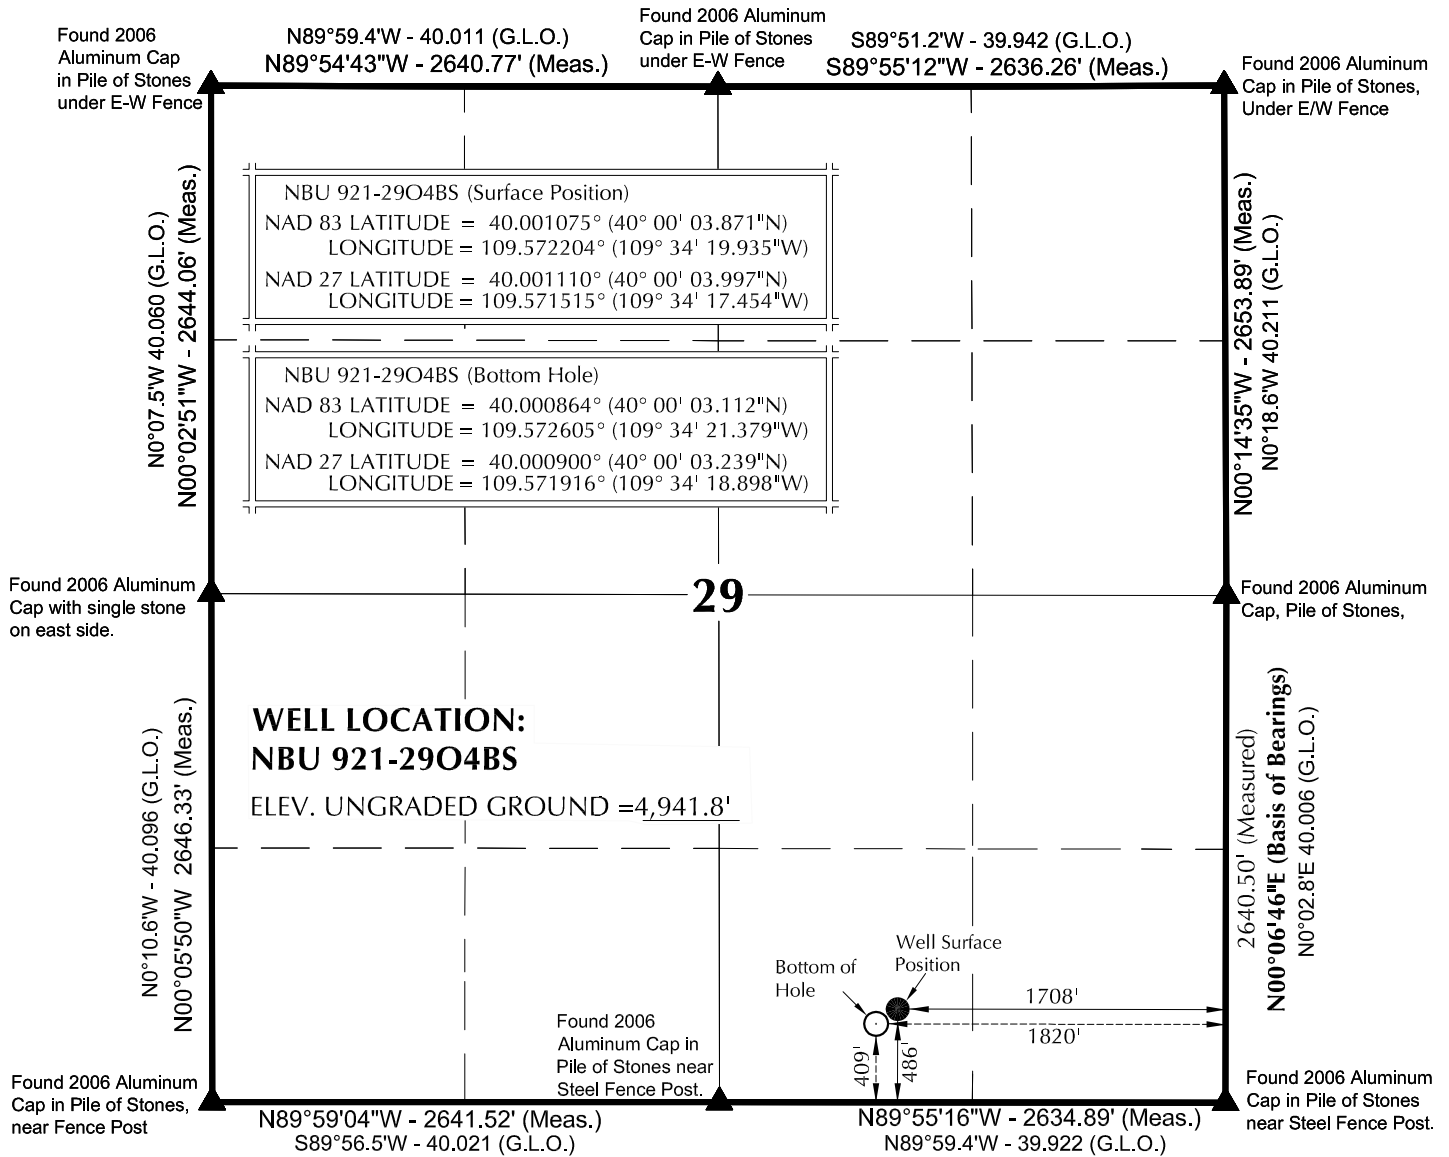 Found 2006
Aluminum Cap
in Pile of Stones
under E-W Fence
N89°59.4'W - 40.011 (G.L.O.)
N89°54'43"W - 2640.77' (Meas.)
Found 2006 Aluminum
Cap in Pile of Stones
under E-W Fence
S89°51.2'W - 39.942 (G.L.O.)
S89°55'12"W - 2636.26' (Meas.)
Found 2006 Aluminum
Cap in Pile of Stones,
Under E/W Fence
N0°07.5'W 40.060 (G.L.O.)
N00°02'51"W - 2644.06' (Meas.)
NBU 921-29O4BS (Surface Position)
NAD 83 LATITUDE = 40.001075° (40° 00' 03.871"N)
LONGITUDE = 109.572204° (109° 34' 19.935"W)
NAD 27 LATITUDE = 40.001110° (40° 00' 03.997"N)
LONGITUDE = 109.571515° (109° 34' 17.454"W)
NBU 921-29O4BS (Bottom Hole)
NAD 83 LATITUDE = 40.000864° (40° 00' 03.112"N)
LONGITUDE = 109.572605° (109° 34' 21.379"W)
NAD 27 LATITUDE = 40.000900° (40° 00' 03.239"N)
LONGITUDE = 109.571916° (109° 34' 18.898"W)
N00°14'35"W - 2653.89' (Meas.)
N0°18.6'W 40.211 (G.L.O.)
Found 2006 Aluminum
Cap with single stone
on east side.
29
Found 2006 Aluminum
Cap, Pile of Stones,
N0°10.6'W - 40.096 (G.L.O.)
N00°05'50"W 2646.33' (Meas.)
WELL LOCATION:
NBU 921-29O4BS
ELEV. UNGRADED GROUND =4,941.8'
2640.50' (Measured)
N00°06'46"E (Basis of Bearings)
N0°02.8'E 40.006 (G.L.O.)
Well Surface
Position
Bottom of
Hole
1708'
1820'
409'
486'
Found 2006
Aluminum Cap in
Pile of Stones near
Steel Fence Post.
Found 2006 Aluminum
Cap in Pile of Stones,
near Fence Post
N89°59'04"W - 2641.52' (Meas.)
S89°56.5'W - 40.021 (G.L.O.)
N89°55'16"W - 2634.89' (Meas.)
N89°59.4'W - 39.922 (G.L.O.)
Found 2006 Aluminum
Cap in Pile of Stones
near Steel Fence Post.